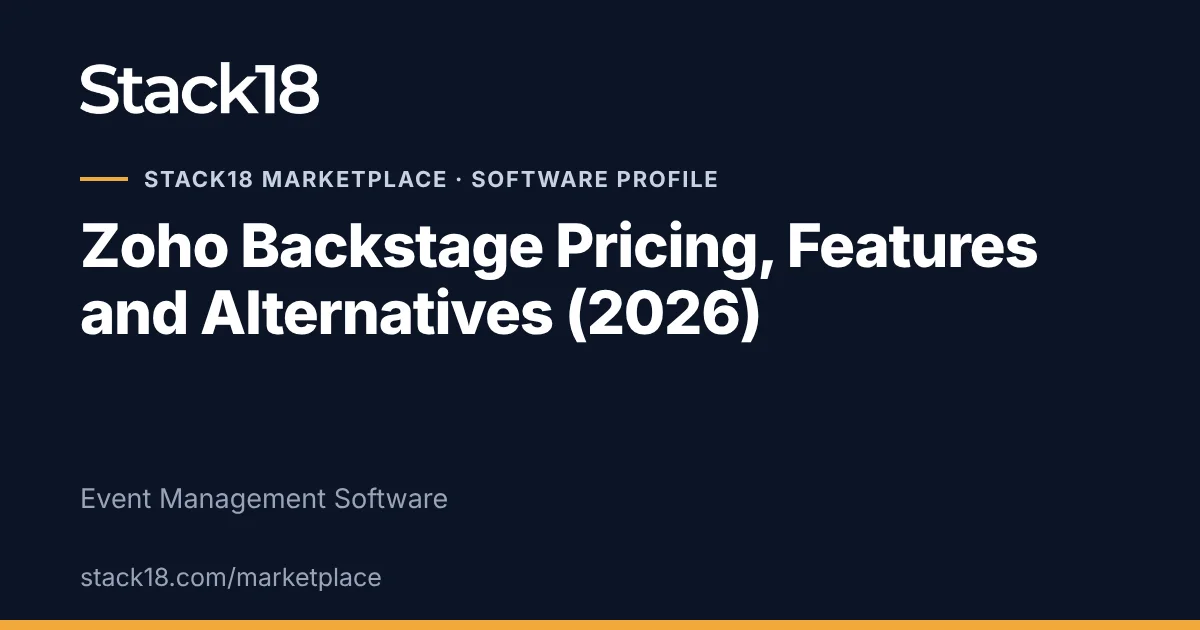 Stack18
STACK18 MARKETPLACE · SOFTWARE PROFILE
Zoho Backstage Pricing, Features
and Alternatives (2026)
Event Management Software
stack18.com/marketplace